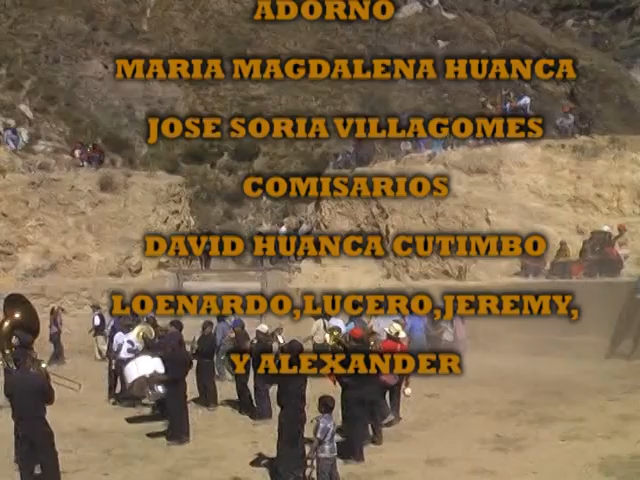 ADORNO
MARIA MAGDALENA HUANCA
JOSE SORIA VILLAGOMES
COMISARIOS
DAVID HUANCA CUTIMBO
LOENARDO,LUCERO,JEREMY,
Y ALEXANDER